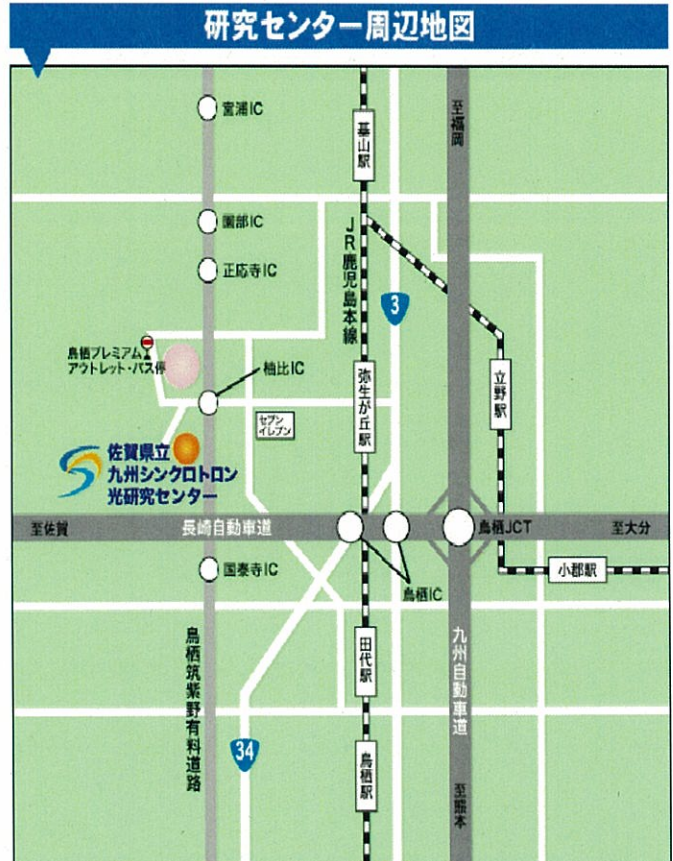 研究センター周辺地図
宮浦IC
至福岡
基山駅
園部IC
正応寺IC
JR鹿児島本線
3
鳥栖プレミアム
アウトレット・バス停
柚比IC
弥生が丘駅
立野駅
セブン
イレブン
佐賀県立
九州シンクロトロン
光研究センター
至佐賀
長崎自動車道
鳥栖JCT
至大分
国泰寺IC
鳥栖IC
小郡駅
鳥栖筑紫野有料道路
田代駅
九州自動車道
34
鳥栖駅
至熊本